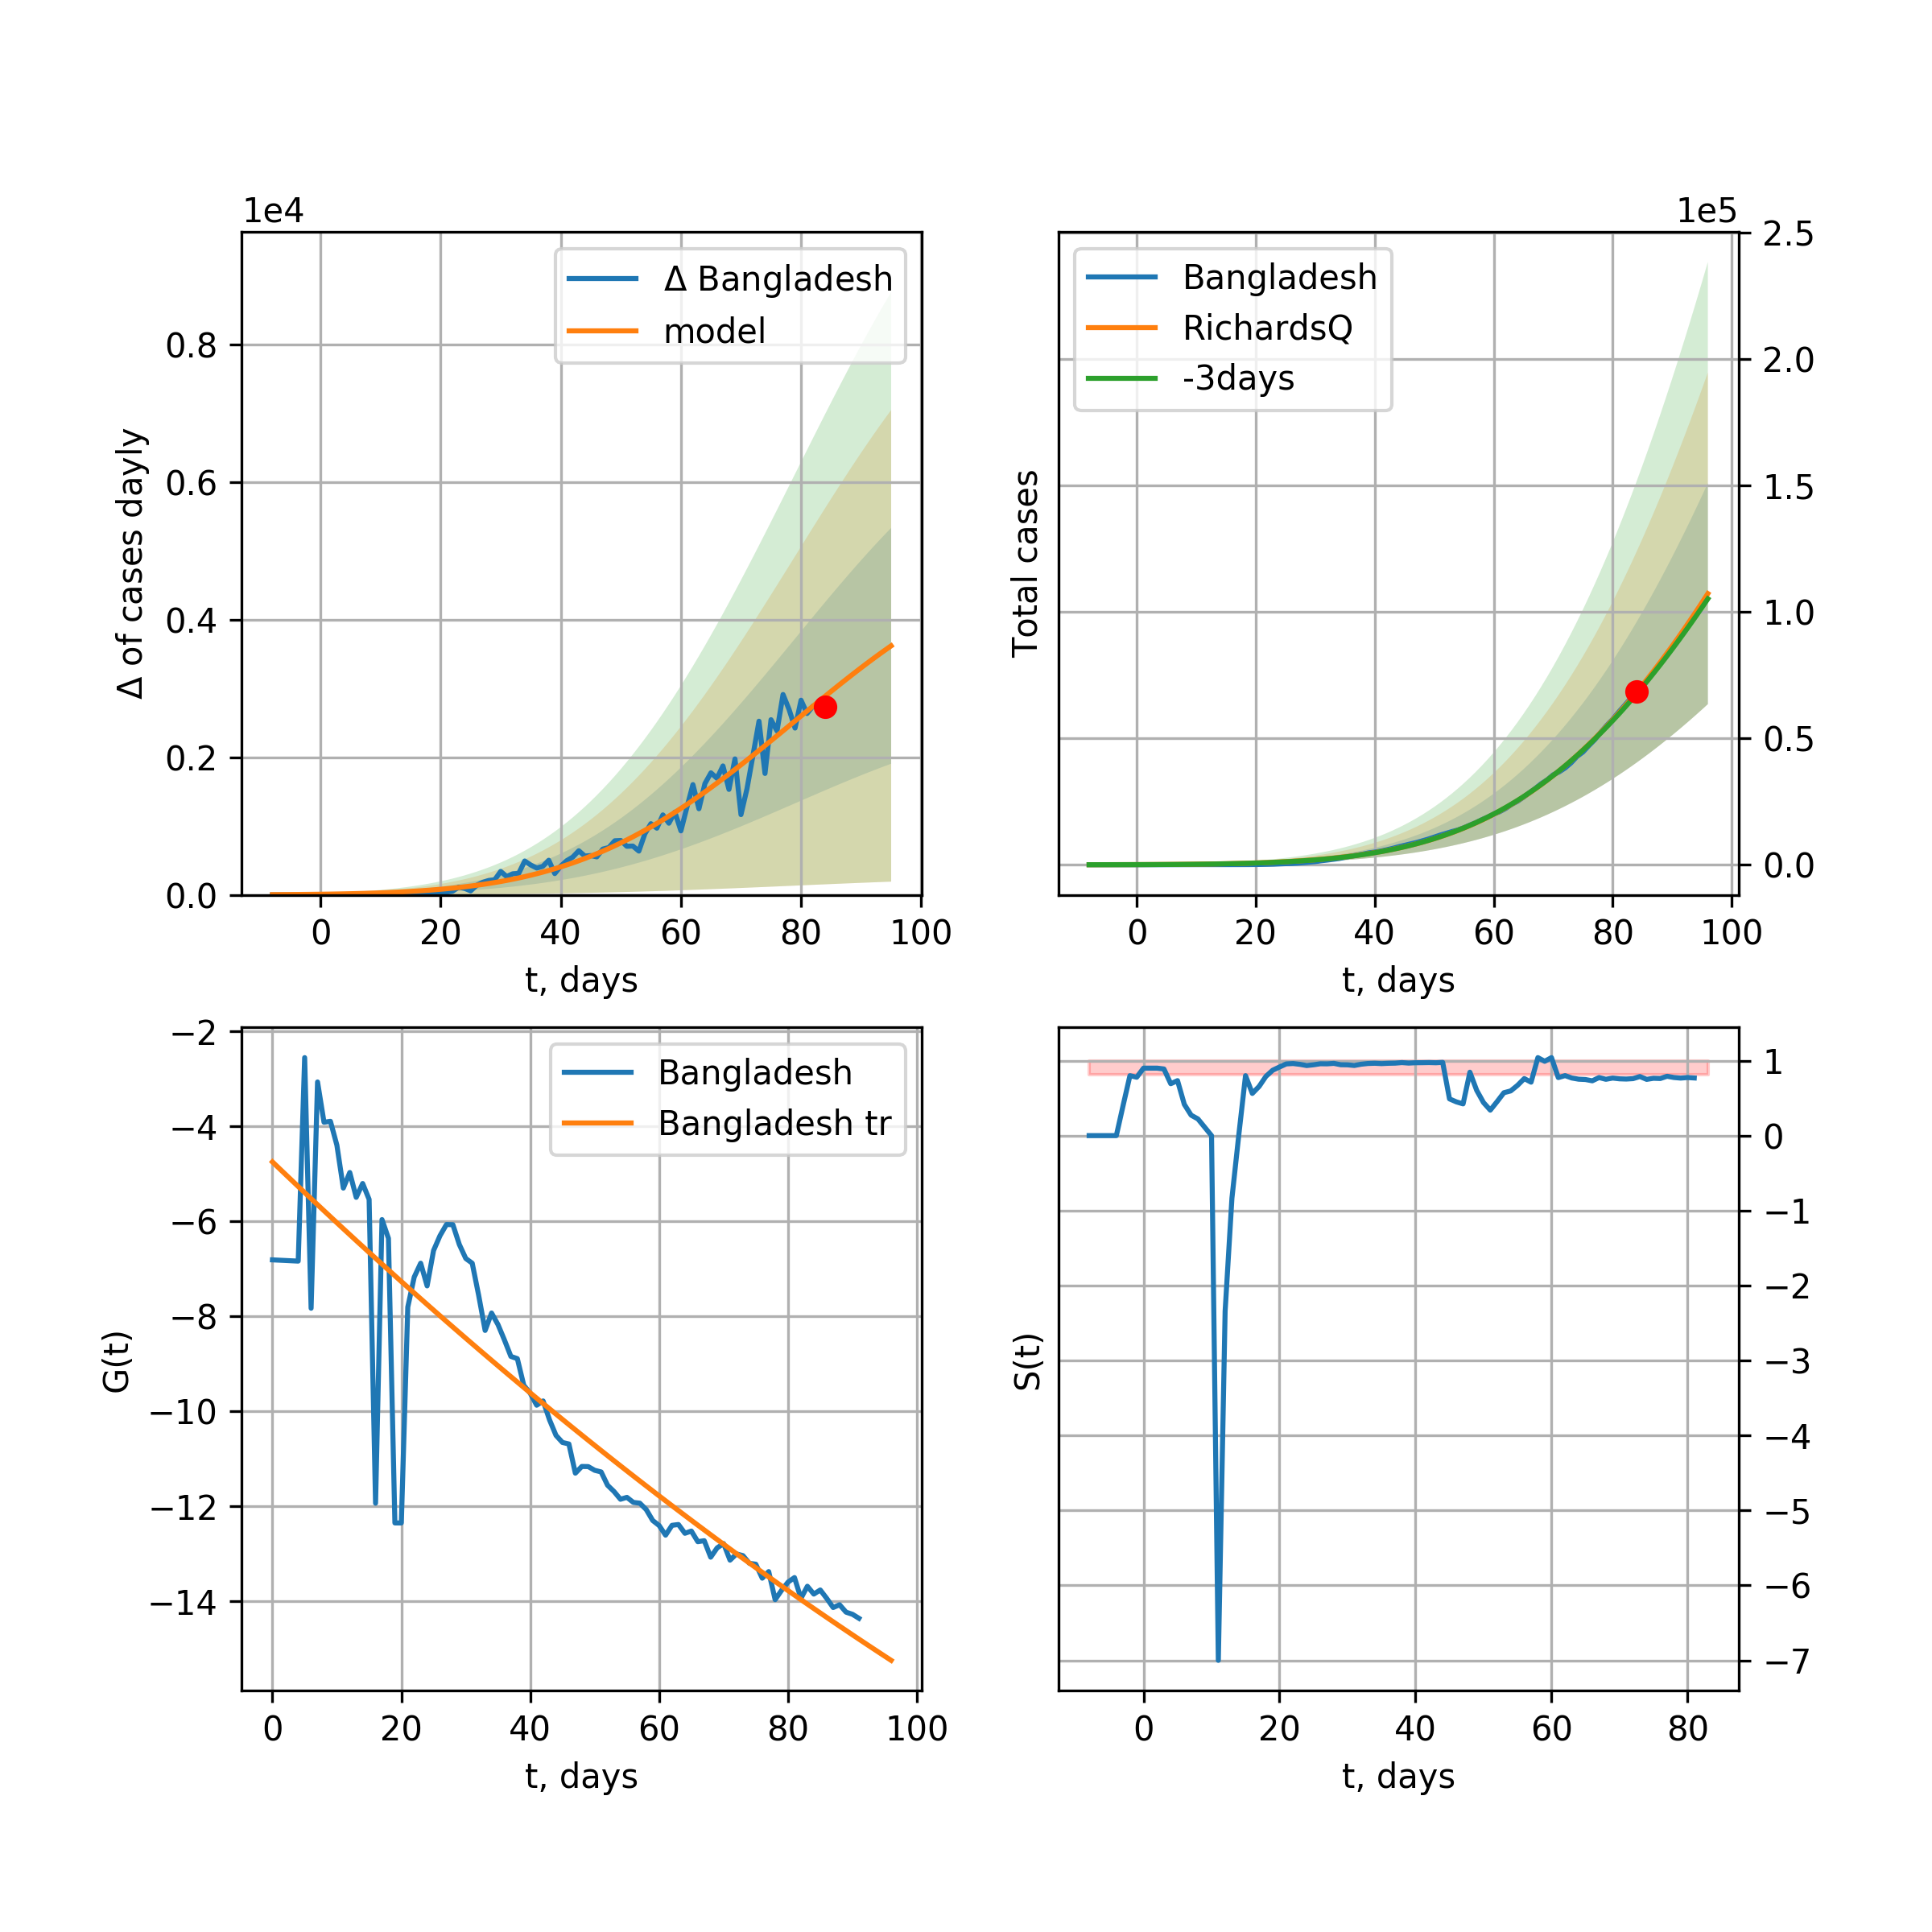 1e4
Δ Bangladesh
model
0.8
0.6
0.4
0.2
0.0
Δ of cases dayly
0 20 40 60 80 100
t, days
1e5
Bangladesh
RichardsQ
-3days
2.5
2.0
1.5
1.0
0.5
0.0
Total cases
0 20 40 60 80 100
t, days
Bangladesh
Bangladesh tr
−2
−4
−6
−8
−10
−12
−14
G(t)
0 20 40 60 80 100
t, days
1
0
−1
−2
−3
−4
−5
−6
−7
S(t)
0 20 40 60 80
t, days